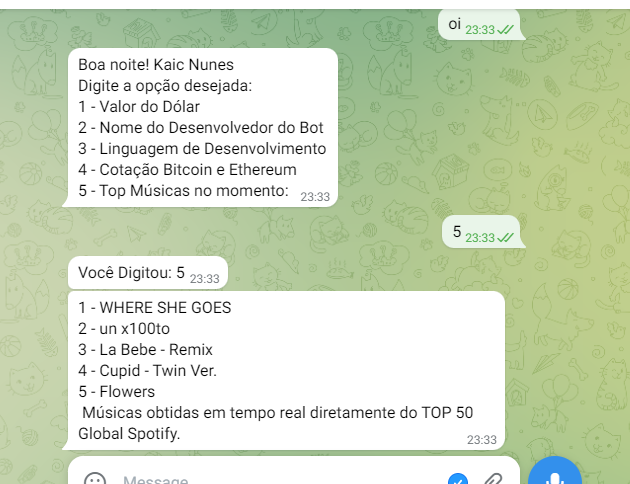 oi 23:33
Boa noite! Kaic Nunes
Digite a opção desejada:
1 - Valor do Dólar
2 - Nome do Desenvolvedor do Bot
3 - Linguagem de Desenvolvimento
4 - Cotação Bitcoin e Ethereum
5 - Top Músicas no momento: 23:33
5 23:33
Você Digitou: 5 23:33
1 - WHERE SHE GOES
2 - un x100to
3 - La Bebe - Remix
4 - Cupid - Twin Ver.
5 - Flowers
Músicas obtidas em tempo real diretamente do TOP 50
Global Spotify. 23:33
Message